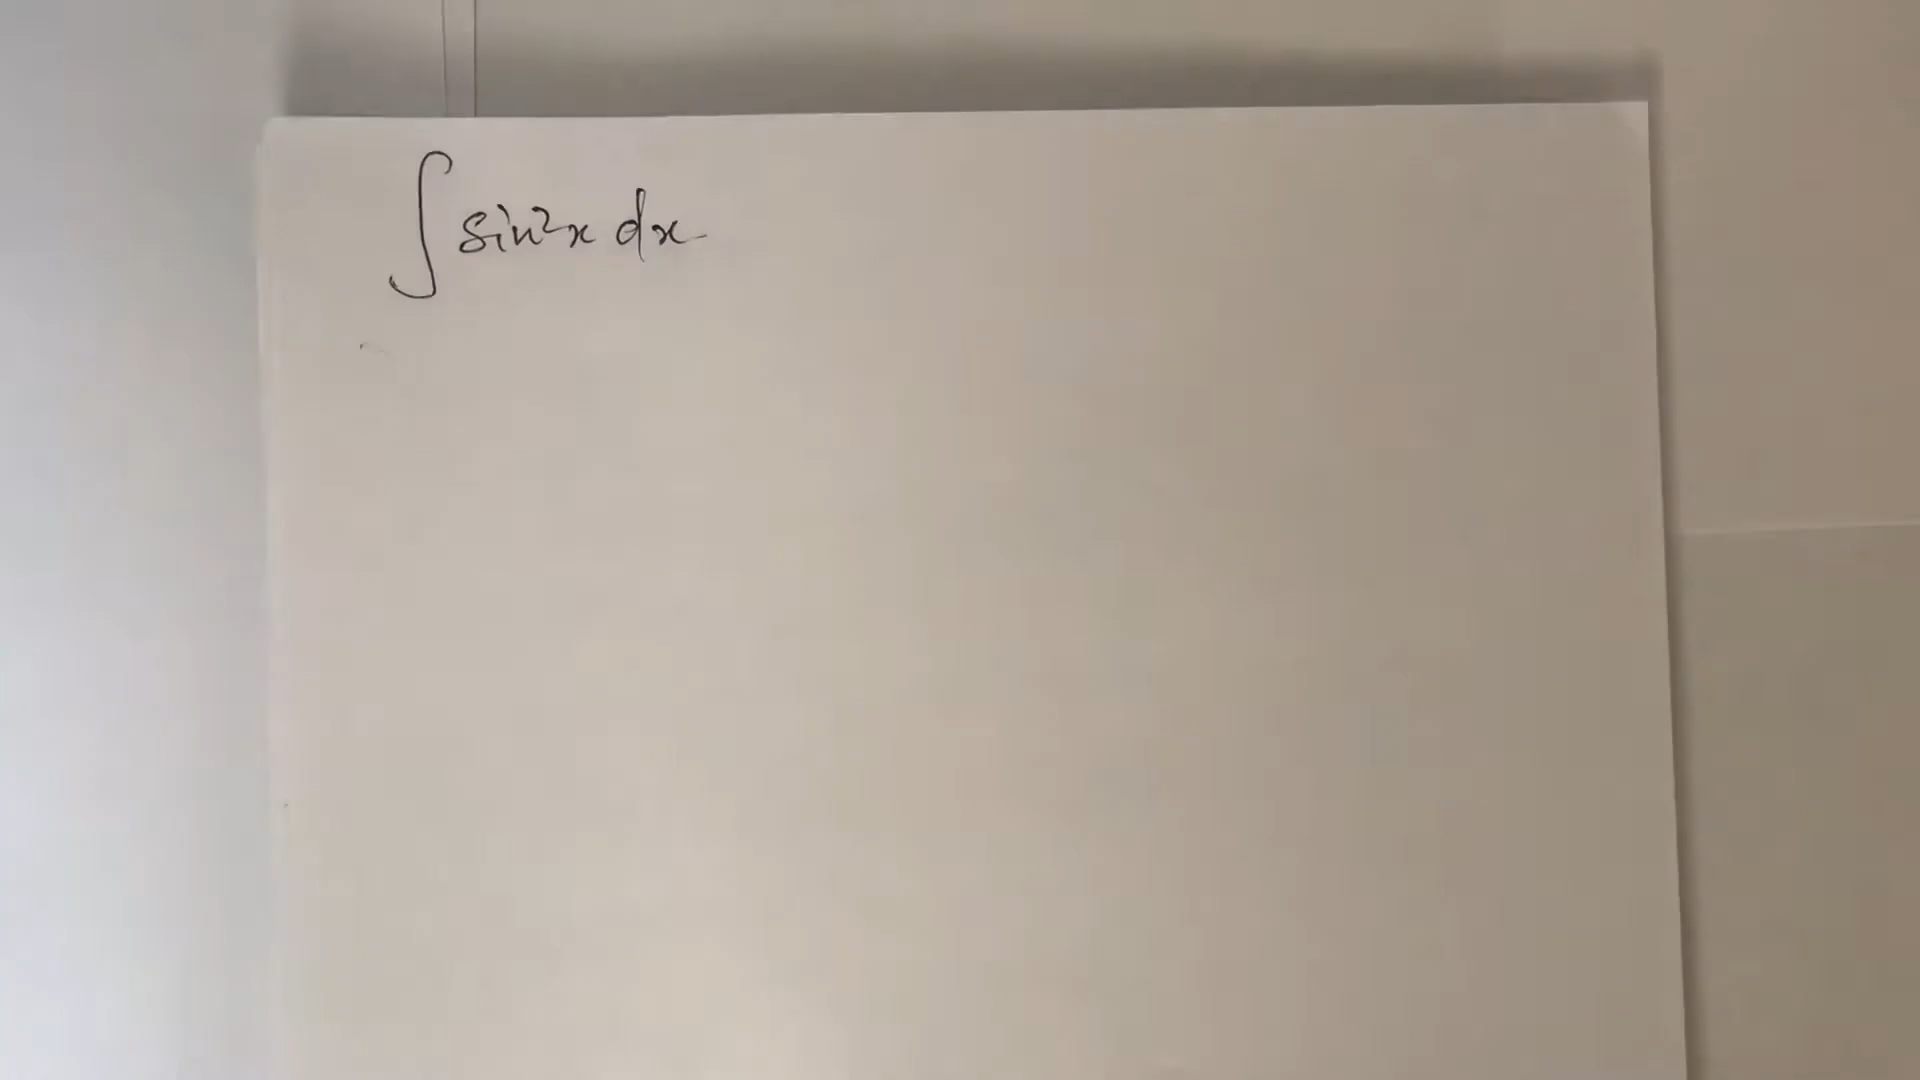 ∫ sin²x dx